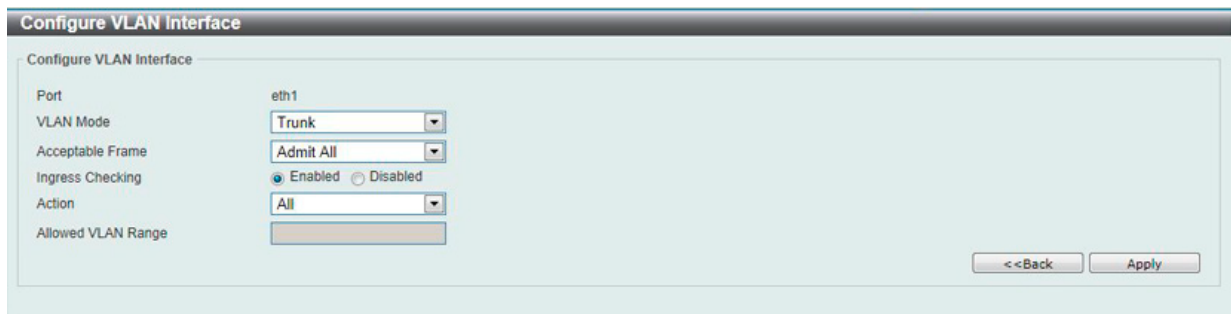 Configure VLAN Interface
Configure VLAN Interface
Port eth1
VLAN Mode Trunk
Acceptable Frame Admit All
Ingress Checking Enabled Disabled
Action All
Allowed VLAN Range
<<Back Apply